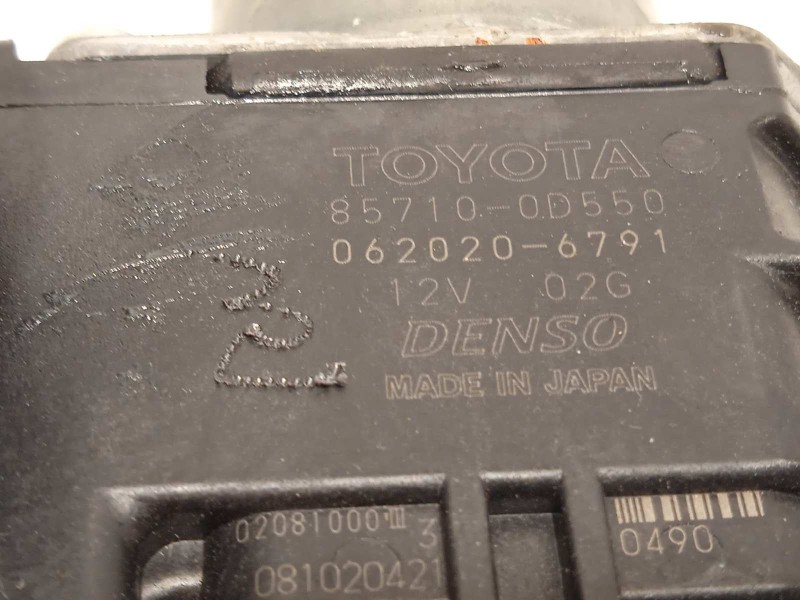 TOYOTA
85710-0D550
062020-6791
12V 02G
DENSO
MADE IN JAPAN
02081000
3
081020421
0490